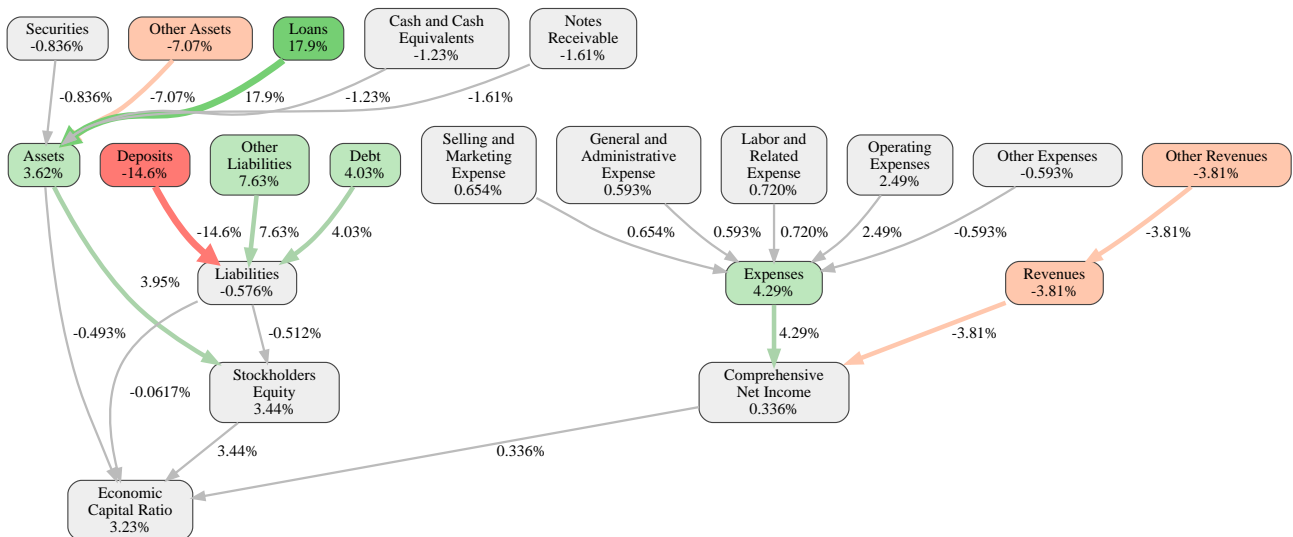 Securities
-0.836%
Other Assets
-7.07%
Loans
17.9%
Cash and Cash
Equivalents
-1.23%
Notes
Receivable
-1.61%
-0.836%
-7.07%
17.9%
-1.23%
-1.61%
Assets
3.62%
Deposits
-14.6%
Other
Liabilities
7.63%
Debt
4.03%
Selling and
Marketing
Expense
0.654%
General and
Administrative
Expense
0.593%
Labor and
Related
Expense
0.720%
Operating
Expenses
2.49%
Other Expenses
-0.593%
Other Revenues
-3.81%
-14.6%
7.63%
4.03%
0.654%
0.593%
0.720%
2.49%
-0.593%
-3.81%
3.95%
Liabilities
-0.576%
Expenses
4.29%
Revenues
-3.81%
-0.493%
-0.512%
4.29%
-3.81%
-0.0617%
Stockholders
Equity
3.44%
Comprehensive
Net Income
0.336%
3.44%
0.336%
Economic
Capital Ratio
3.23%